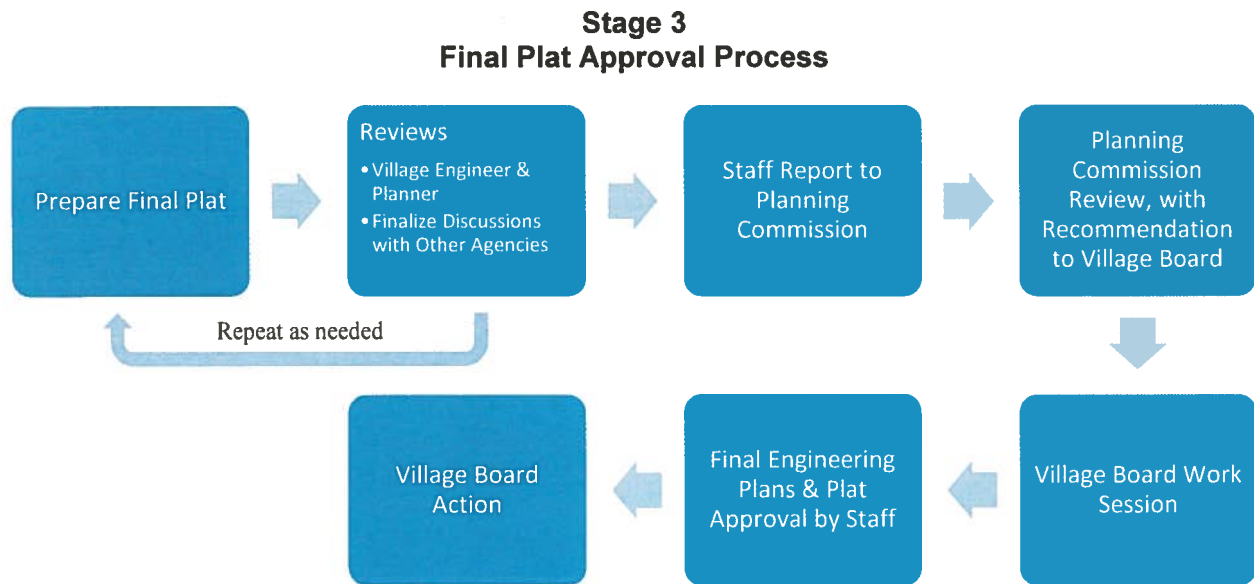 Stage 3
Final Plat Approval Process
Prepare Final Plat
Reviews
•Village Engineer &
Planner
•Finalize Discussions
with Other Agencies
Staff Report to
Planning
Commission
Planning
Commission
Review, with
Recommendation
to Village Board
Repeat as needed
Village Board Work
Session
Final Engineering
Plans & Plat
Approval by Staff
Village Board
Action